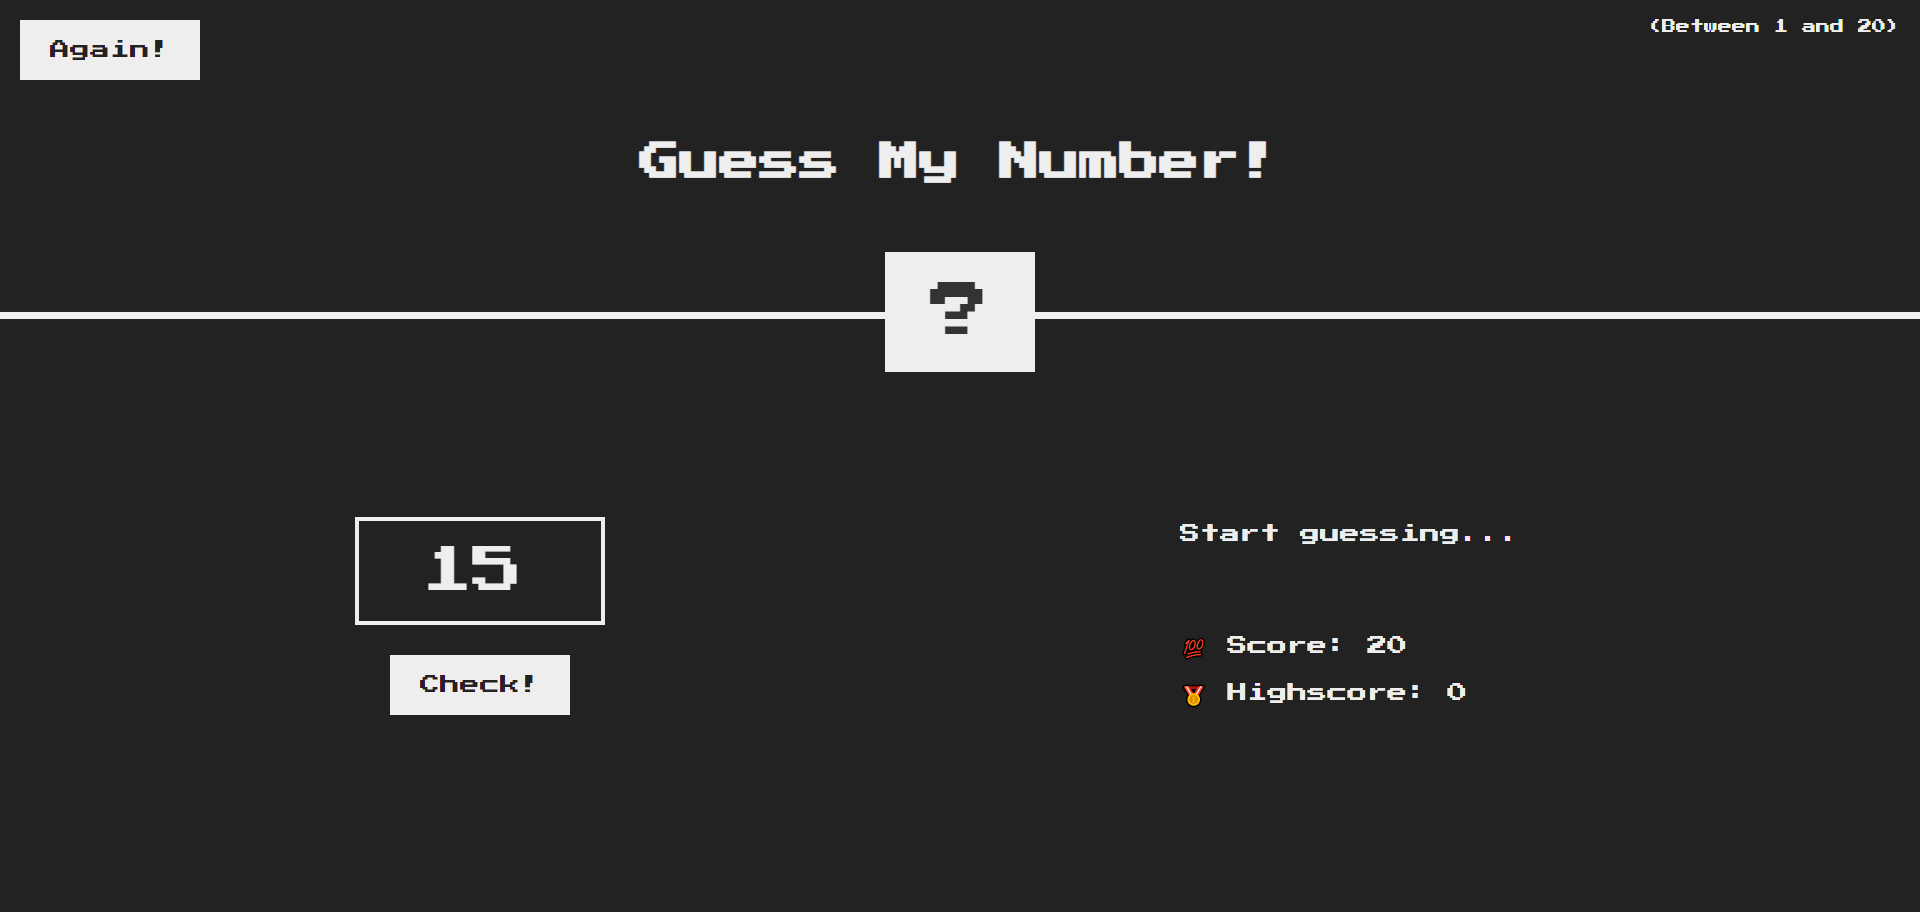 Again!
(Between 1 and 20)
Guess My Number!
?
15
Check!
Start guessing...
💯 Score: 20
🥇 Highscore: 0